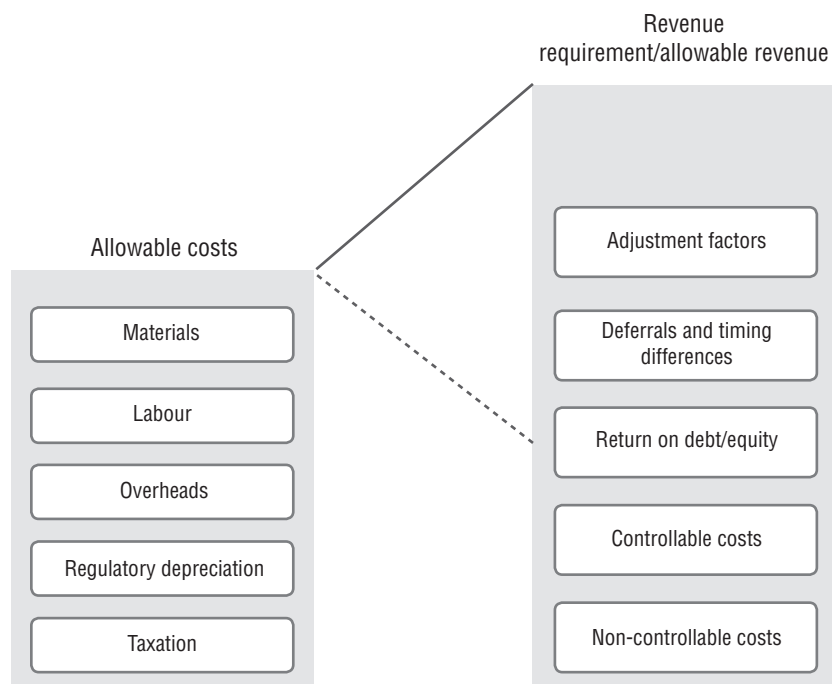 Revenue
requirement/allowable revenue
Allowable costs
Materials
Labour
Overheads
Regulatory depreciation
Taxation
Adjustment factors
Deferrals and timing
differences
Return on debt/equity
Controllable costs
Non-controllable costs